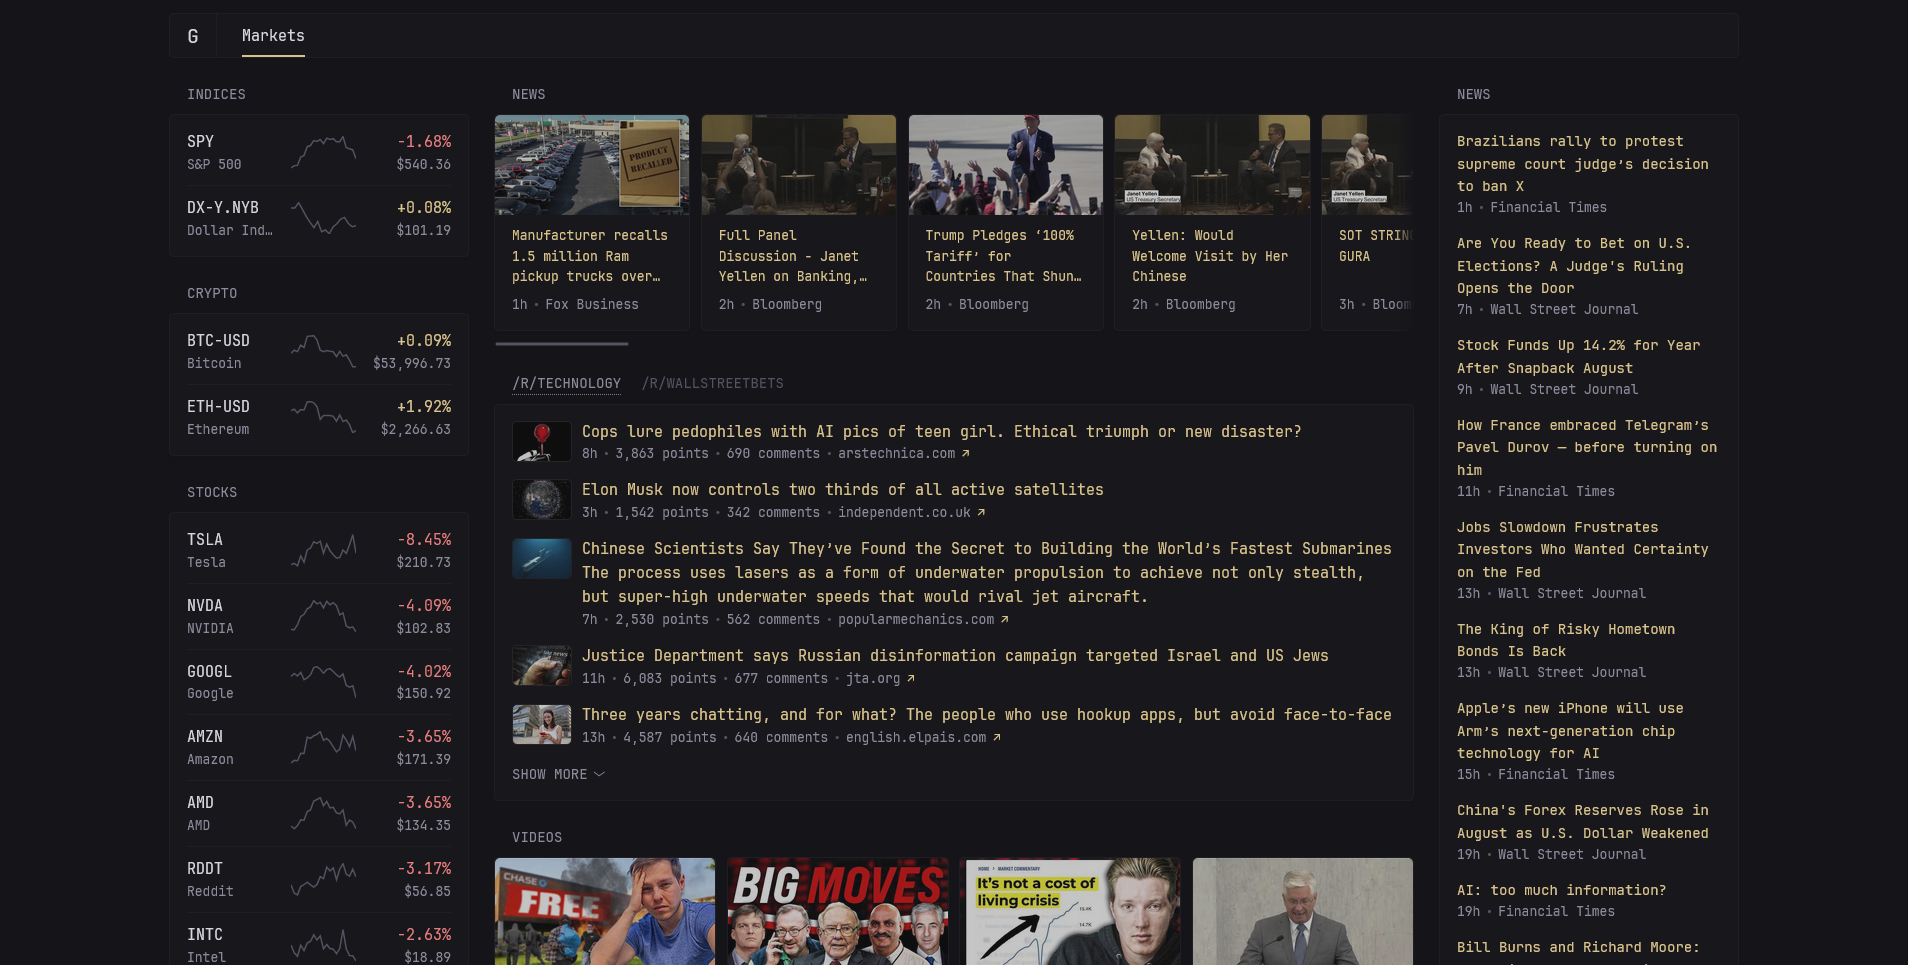 G
Markets
INDICES
SPY
-1.68%
S&P 500
$540.36
DX-Y.NYB
+0.08%
Dollar Ind…
$101.19
CRYPTO
BTC-USD
+0.09%
Bitcoin
$53,996.73
ETH-USD
+1.92%
Ethereum
$2,266.63
STOCKS
TSLA
-8.45%
Tesla
$210.73
NVDA
-4.09%
NVIDIA
$102.83
GOOGL
-4.02%
Google
$150.92
AMZN
-3.65%
Amazon
$171.39
AMD
-3.65%
AMD
$134.35
RDDT
-3.17%
Reddit
$56.85
INTC
-2.63%
Intel
$18.89
NEWS
PRODUCT
RECALLED
Manufacturer recalls
1.5 million Ram
pickup trucks over…
1h • Fox Business
Full Panel
Discussion - Janet
Yellen on Banking,…
2h • Bloomberg
Trump Pledges ‘100%
Tariff’ for
Countries That Shun…
2h • Bloomberg
Janet Yellen
US Treasury Secretary
Yellen: Would
Welcome Visit by Her
Chinese
2h • Bloomberg
Janet Yellen
US Treasury Secretary
SOT STRING
GURA
3h • Bloom
/R/TECHNOLOGY
/R/WALLSTREETBETS
Cops lure pedophiles with AI pics of teen girl. Ethical triumph or new disaster?
8h • 3,863 points • 690 comments • arstechnica.com ↗
Elon Musk now controls two thirds of all active satellites
3h • 1,542 points • 342 comments • independent.co.uk ↗
Chinese Scientists Say They’ve Found the Secret to Building the World’s Fastest Submarines
The process uses lasers as a form of underwater propulsion to achieve not only stealth,
but super-high underwater speeds that would rival jet aircraft.
7h • 2,530 points • 562 comments • popularmechanics.com ↗
Justice Department says Russian disinformation campaign targeted Israel and US Jews
11h • 6,083 points • 677 comments • jta.org ↗
Three years chatting, and for what? The people who use hookup apps, but avoid face-to-face
13h • 4,587 points • 640 comments • english.elpais.com ↗
SHOW MORE
VIDEOS
CHASE
FREE
BIG MOVES
HOME
MARKET COMMENTARY
It’s not a cost of
living crisis
15.4K
14.7K
NEWS
Brazilians rally to protest
supreme court judge’s decision
to ban X
1h • Financial Times
Are You Ready to Bet on U.S.
Elections? A Judge's Ruling
Opens the Door
7h • Wall Street Journal
Stock Funds Up 14.2% for Year
After Snapback August
9h • Wall Street Journal
How France embraced Telegram’s
Pavel Durov — before turning on
him
11h • Financial Times
Jobs Slowdown Frustrates
Investors Who Wanted Certainty
on the Fed
13h • Wall Street Journal
The King of Risky Hometown
Bonds Is Back
13h • Wall Street Journal
Apple’s new iPhone will use
Arm’s next-generation chip
technology for AI
15h • Financial Times
China's Forex Reserves Rose in
August as U.S. Dollar Weakened
19h • Wall Street Journal
AI: too much information?
19h • Financial Times
Bill Burns and Richard Moore: